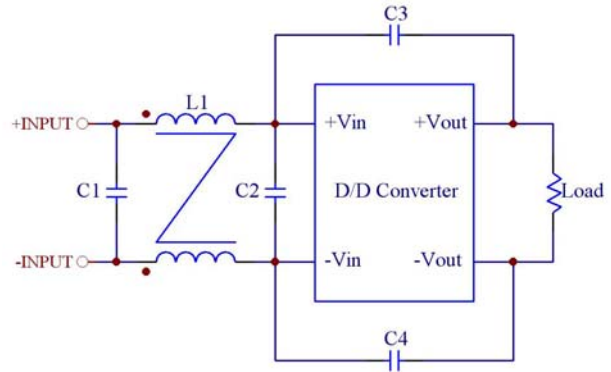 C3
L1
+INPUT
+Vin
+Vout
C1
C2
D/D Converter
Load
-INPUT
-Vin
-Vout
C4